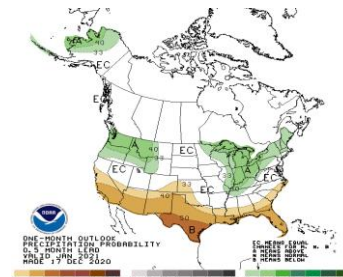 A
40
33
EC
EC
40
A
33
EC
33
A
EC
EC
EC
33
40
50
B
NOAA
ONE-MONTH OUTLOOK
PRECIPITATION PROBABILITY
0.5 MONTH LEAD
VALID JAN 2021
MADE 17 DEC 2020
EC MEANS EQUAL
CHANCES FOR A, N, B
A MEANS ABOVE
N MEANS NORMAL
B MEANS BELOW